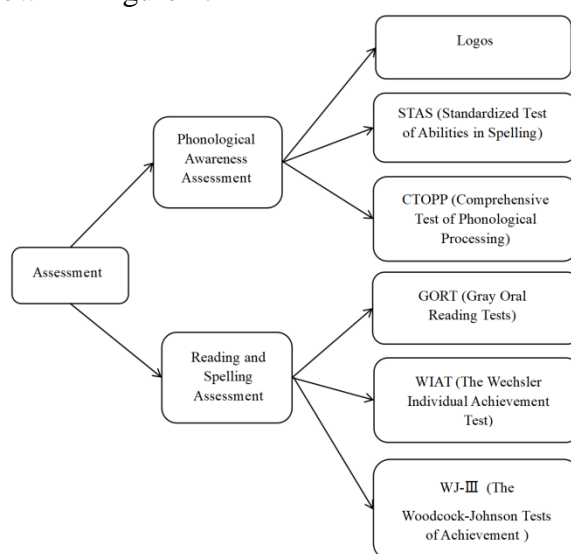 Logos
STAS (Standardized Test
of Abilities in Spelling)
Phonological
Awareness
Assessment
CTOPP (Comprehensive
Test of Phonological
Processing)
Assessment
GORT (Gray Oral
Reading Tests)
Reading and
Spelling
Assessment
WIAT (The Wechsler
Individual Achievement
Test)
WJ-Ⅲ (The
Woodcock-Johnson Tests
of Achievement )